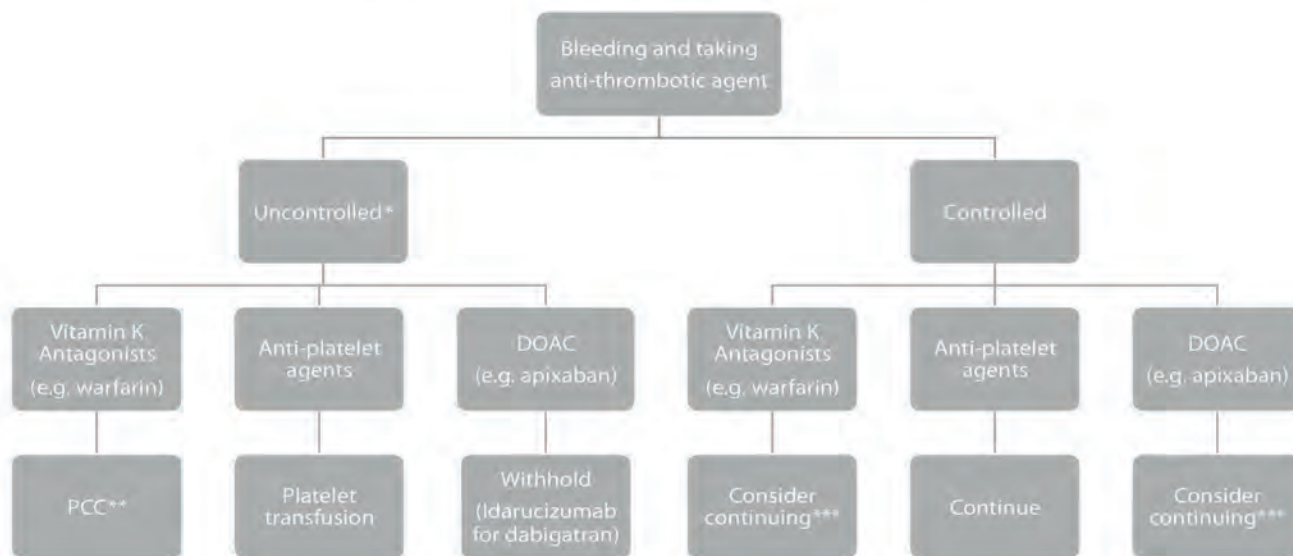 Bleeding and taking
anti-thrombotic agent
Uncontrolled*
Controlled
Vitamin K
Antagonists
(e.g. warfarin)
Anti-platelet
agents
DOAC
(e.g. apixaban)
Vitamin K
Antagonists
(e.g. warfarin)
Anti-platelet
agents
DOAC
(e.g. apixaban)
PCC**
Platelet
transfusion
Withhold
(Idarucizumab
for dabigatran)
Consider
continuing***
Continue
Consider
continuing***